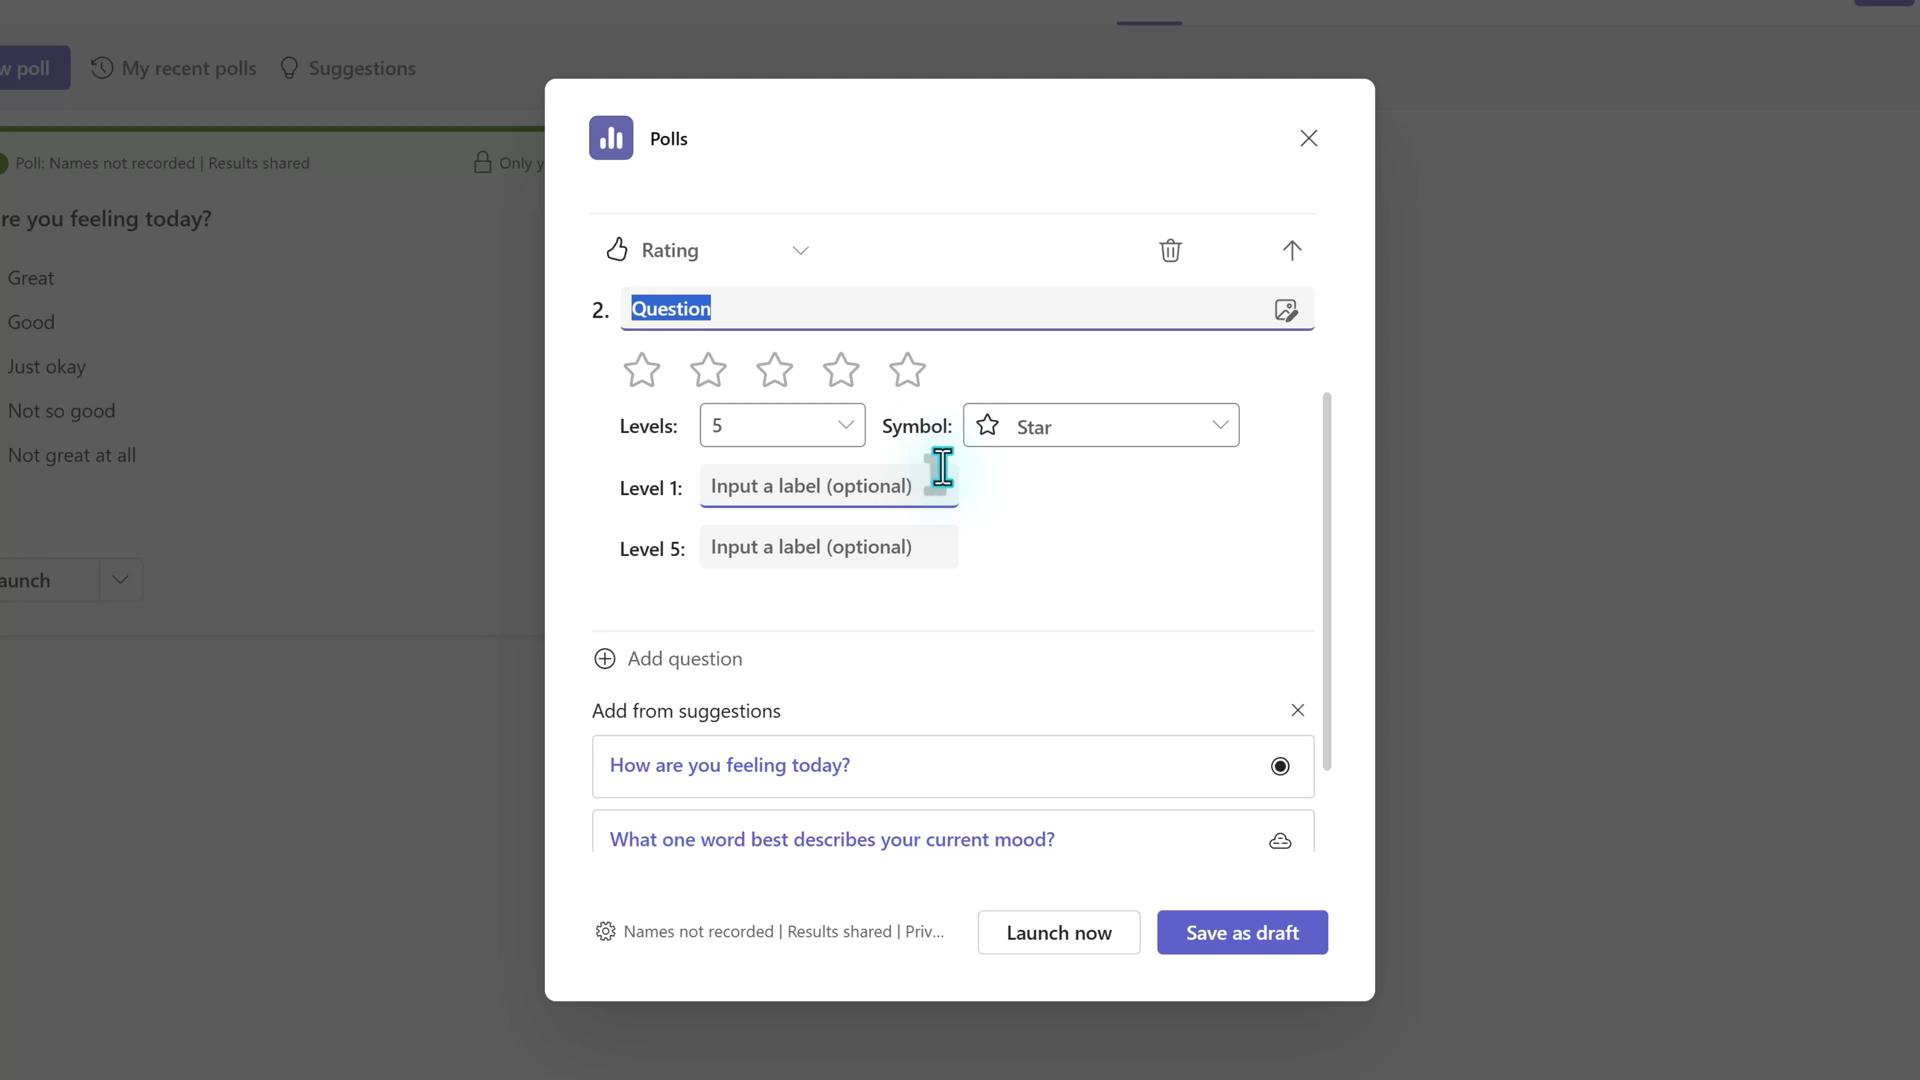 w poll
My recent polls
Suggestions
Poll: Names not recorded | Results shared
Only y
re you feeling today?
Great
Good
Just okay
Not so good
Not great at all
aunch
Polls
Rating
2. Question
Levels: 5 Symbol: Star
Level 1: Input a label (optional)
Level 5: Input a label (optional)
Add question
Add from suggestions
How are you feeling today?
What one word best describes your current mood?
Names not recorded | Results shared | Priv...
Launch now
Save as draft